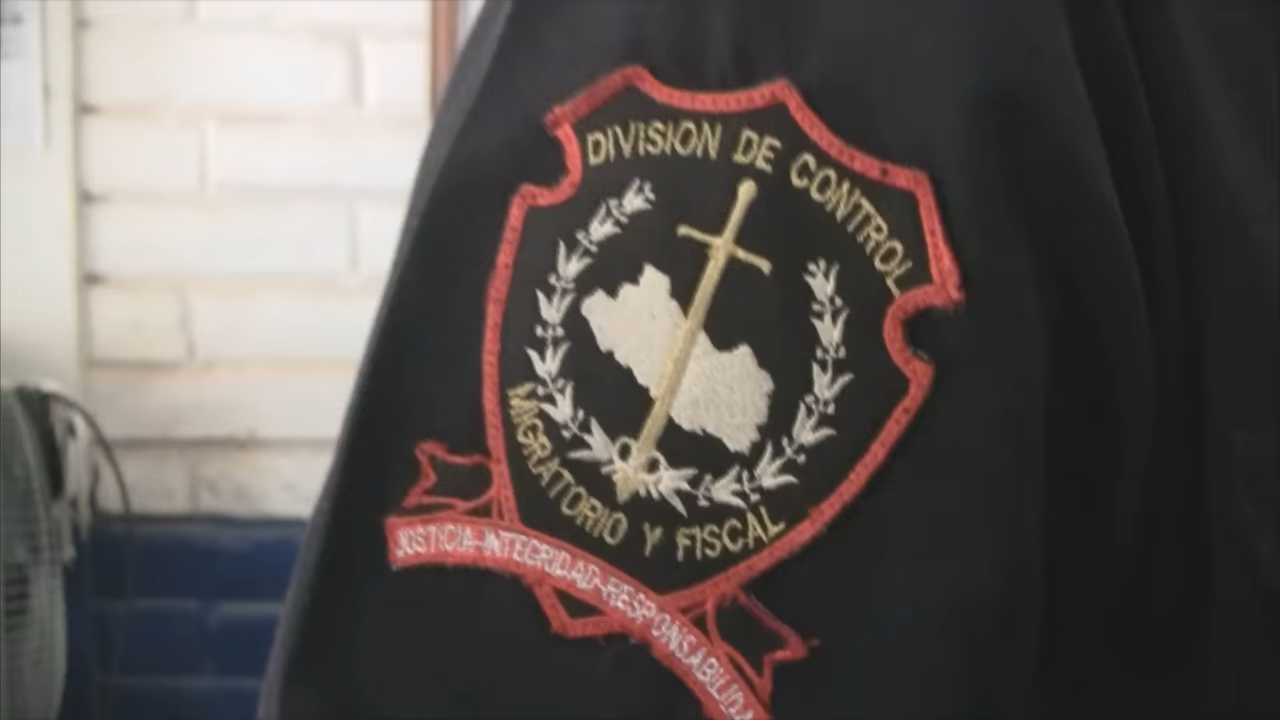 DIVISION DE CONTROL
MIGRATORIO Y FISCAL
JUSTICIA-INTEGRIDAD-RESPONSABILIDA